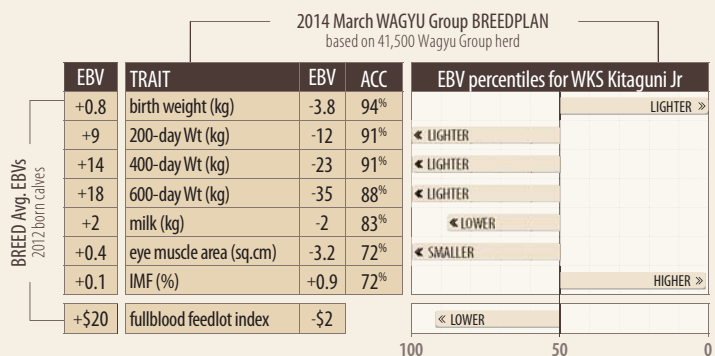 2014 March WAGYU Group BREEDPLAN
based on 41,500 Wagyu Group herd
EBV TRAIT EBV ACC EBV percentiles for WKS Kitaguni Jr
+0.8 birth weight (kg) -3.8 94% LIGHTER »
+9 200-day Wt (kg) -12 91% « LIGHTER
+14 400-day Wt (kg) -23 91% « LIGHTER
+18 600-day Wt (kg) -35 88% « LIGHTER
+2 milk (kg) -2 83% « LOWER
+0.4 eye muscle area (sq.cm) -3.2 72% « SMALLER
+0.1 IMF (%) +0.9 72% HIGHER »
+$20 fullblood feedlot index -$2 « LOWER
100 50 0
BREED Avg. EBVs
2012 born calves